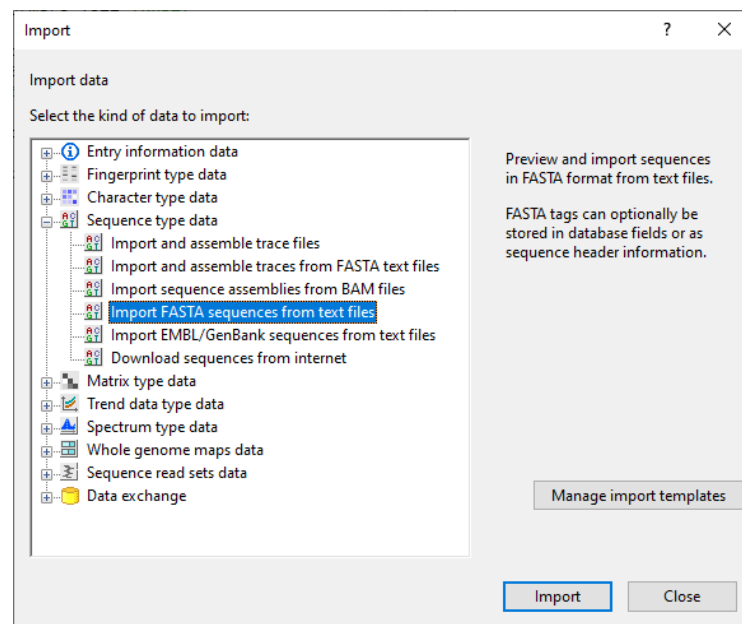 Import
?
Import data
Select the kind of data to import:
Entry information data
Fingerprint type data
Character type data
Sequence type data
Import and assemble trace files
Import and assemble traces from FASTA text files
Import sequence assemblies from BAM files
Import FASTA sequences from text files
Import EMBL/GenBank sequences from text files
Download sequences from internet
Matrix type data
Trend data type data
Spectrum type data
Whole genome maps data
Sequence read sets data
Data exchange
Preview and import sequences
in FASTA format from text files.
FASTA tags can optionally be
stored in database fields or as
sequence header information.
Manage import templates
Import
Close